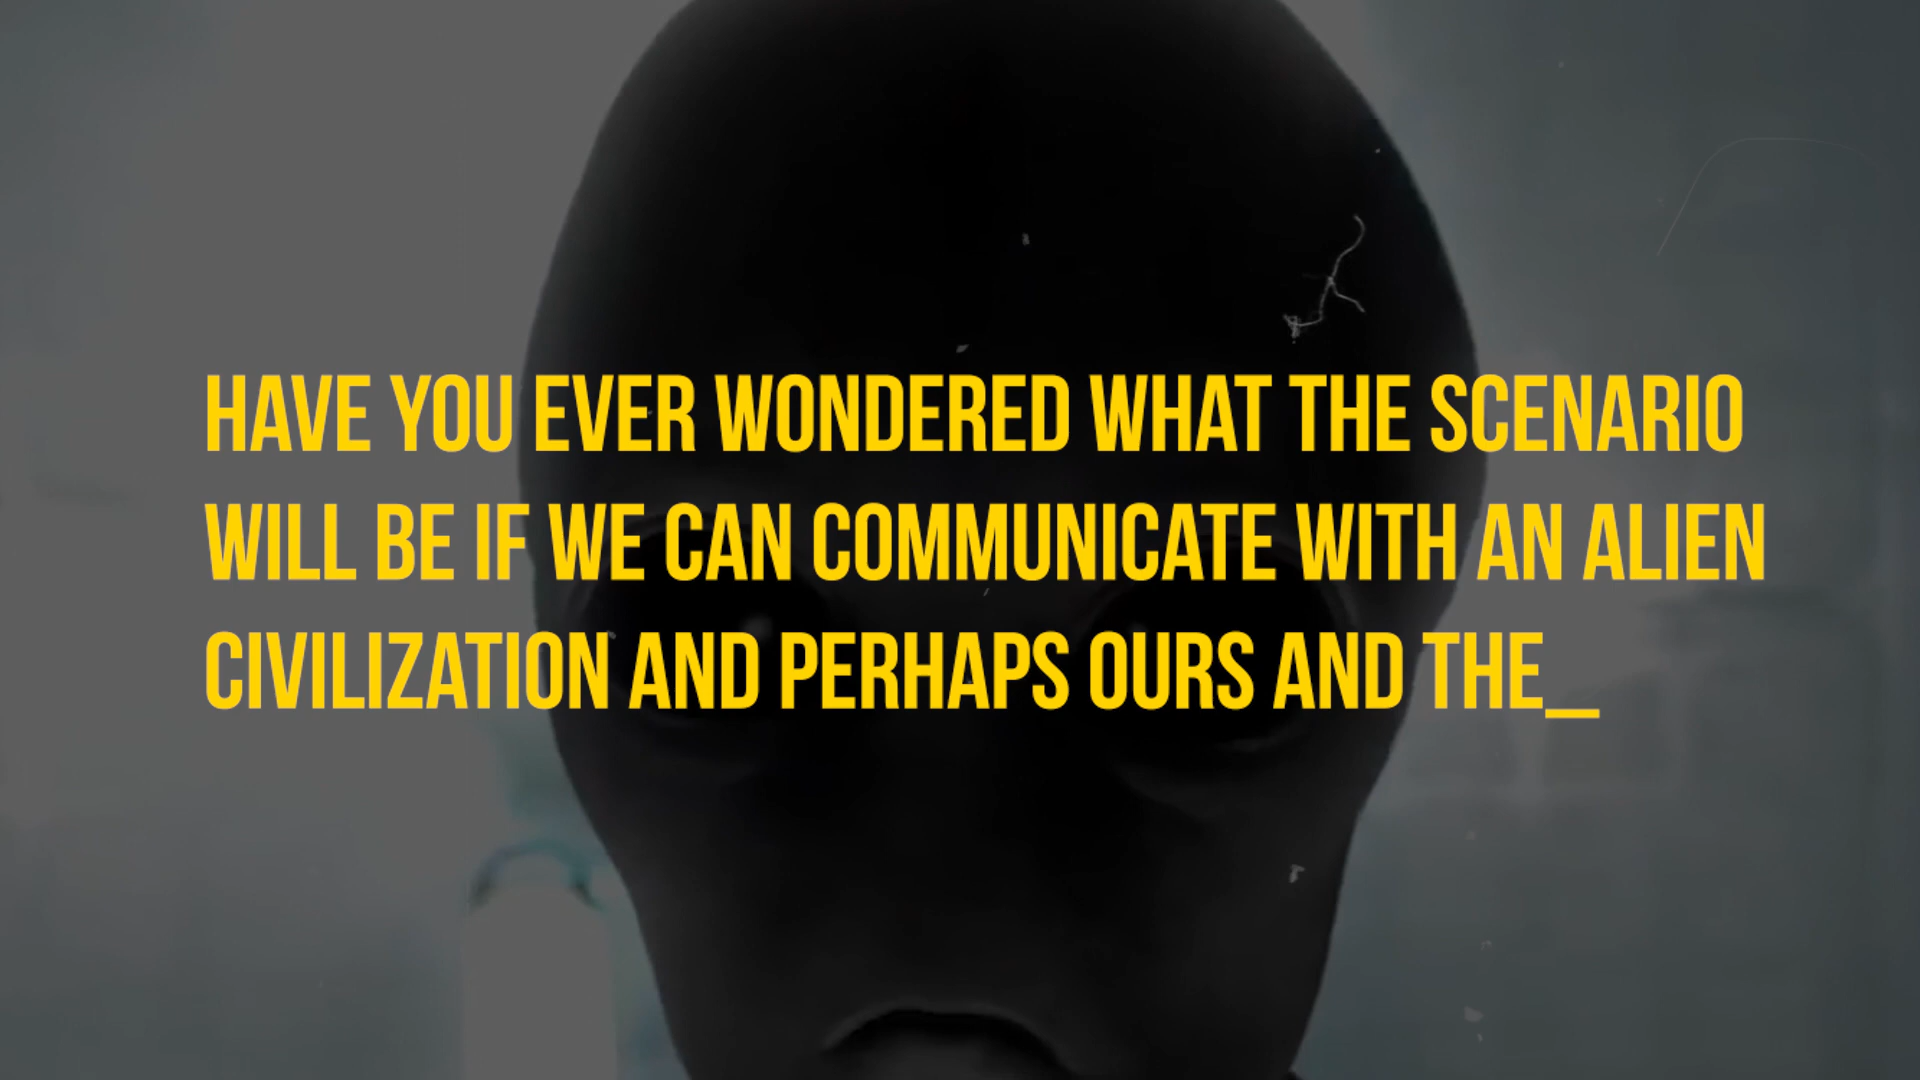 HAVE YOU EVER WONDERED WHAT THE SCENARIO
WILL BE IF WE CAN COMMUNICATE WITH AN ALIEN
CIVILIZATION AND PERHAPS OURS AND THE_